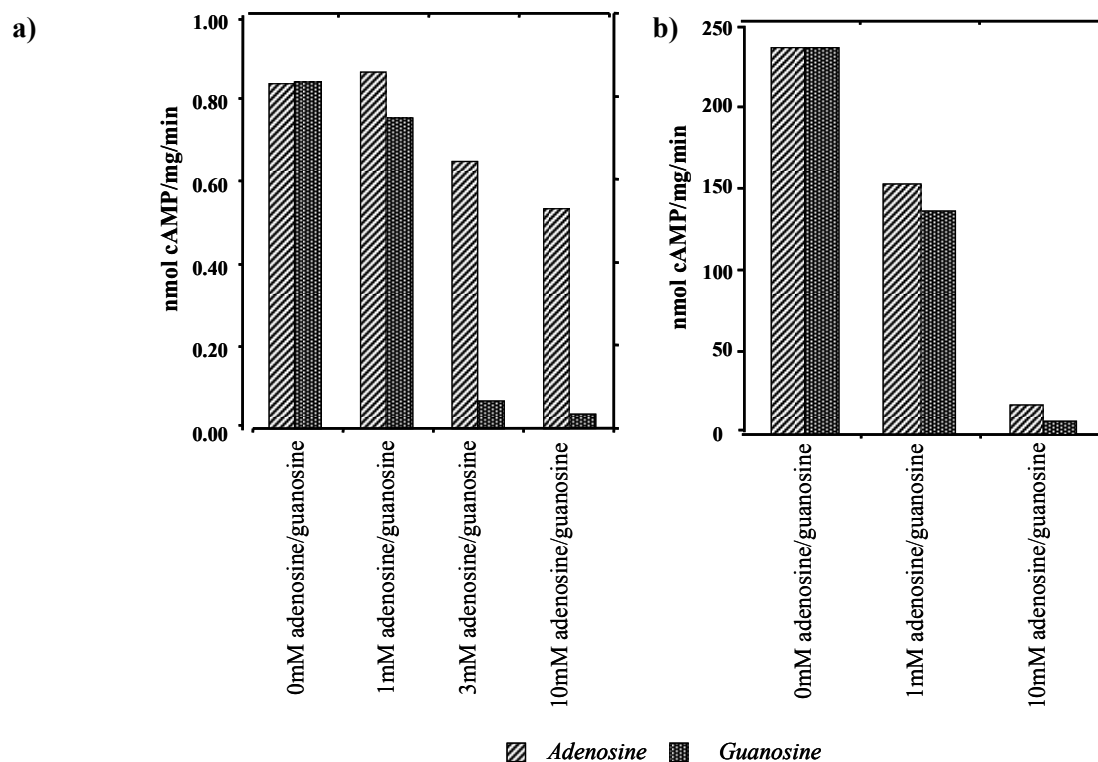 a)
nmol cAMP/mg/min
1.00
0.80
0.60
0.40
0.20
0.00
0mM adenosine/guanosine
1mM adenosine/guanosine
3mM adenosine/guanosine
10mM adenosine/guanosine
b)
nmol cAMP/mg/min
250
200
150
100
50
0
0mM adenosine/guanosine
1mM adenosine/guanosine
10mM adenosine/guanosine
Adenosine Guanosine